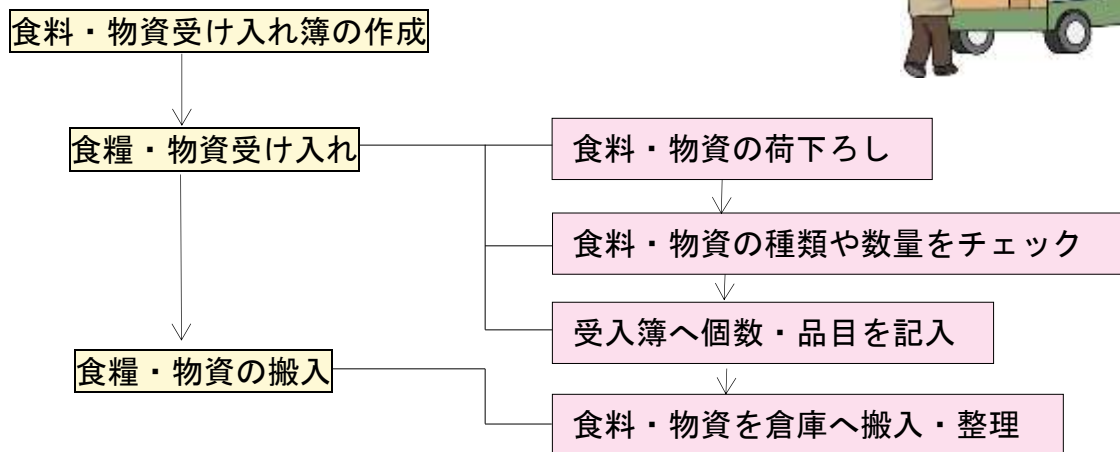 食料・物資受け入れ簿の作成
食糧・物資受け入れ
食料・物資の荷下ろし
食料・物資の種類や数量をチェック
受入簿へ個数・品目を記入
食糧・物資の搬入
食料・物資を倉庫へ搬入・整理